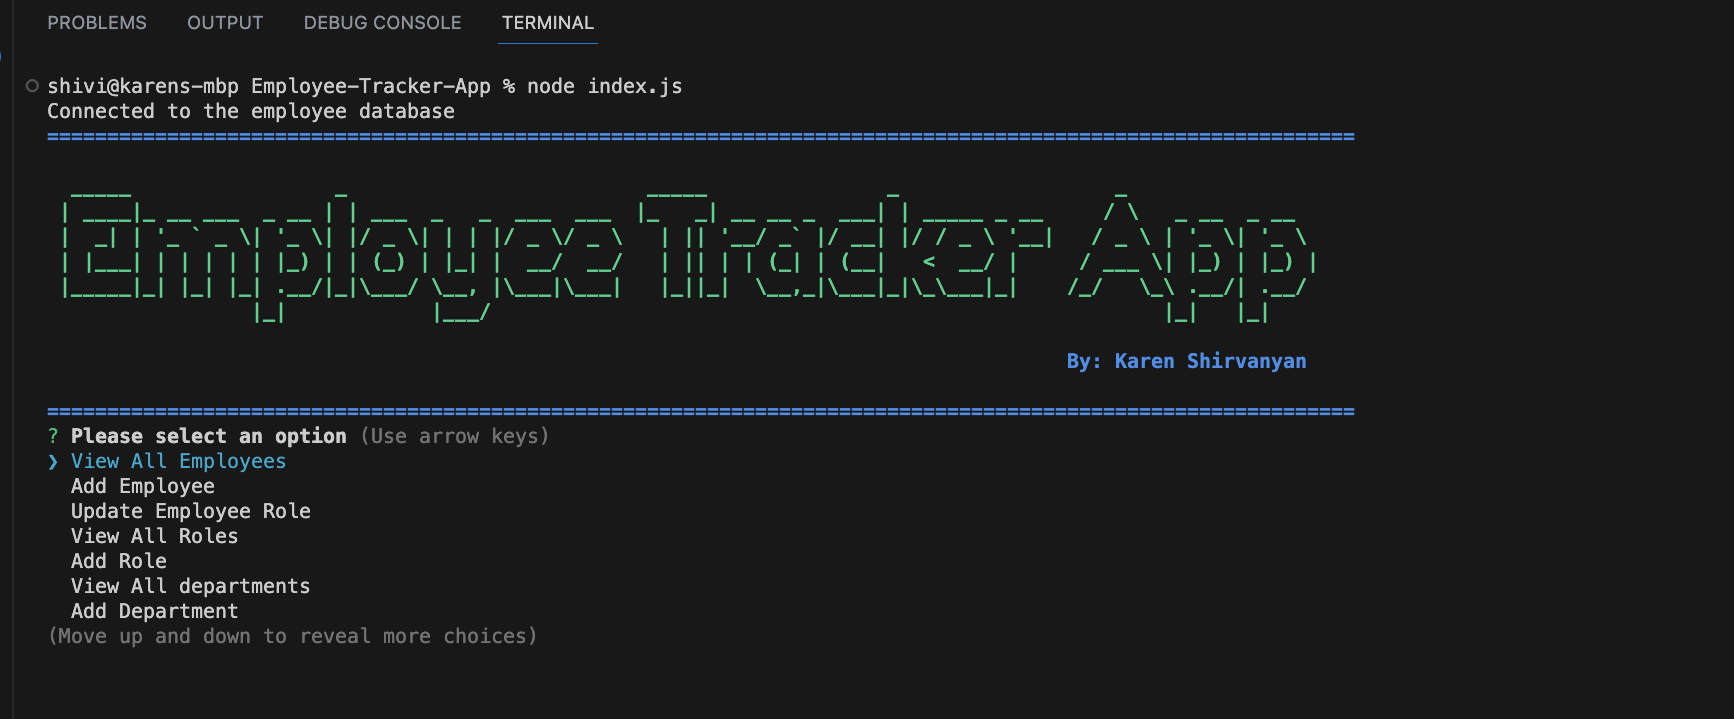 PROBLEMS OUTPUT DEBUG CONSOLE TERMINAL
shivi@karens-mbp Employee-Tracker-App % node index.js
Connected to the employee database
Employee Tracker App
By: Karen Shirvanyan
? Please select an option (Use arrow keys)
❯ View All Employees
Add Employee
Update Employee Role
View All Roles
Add Role
View All departments
Add Department
(Move up and down to reveal more choices)